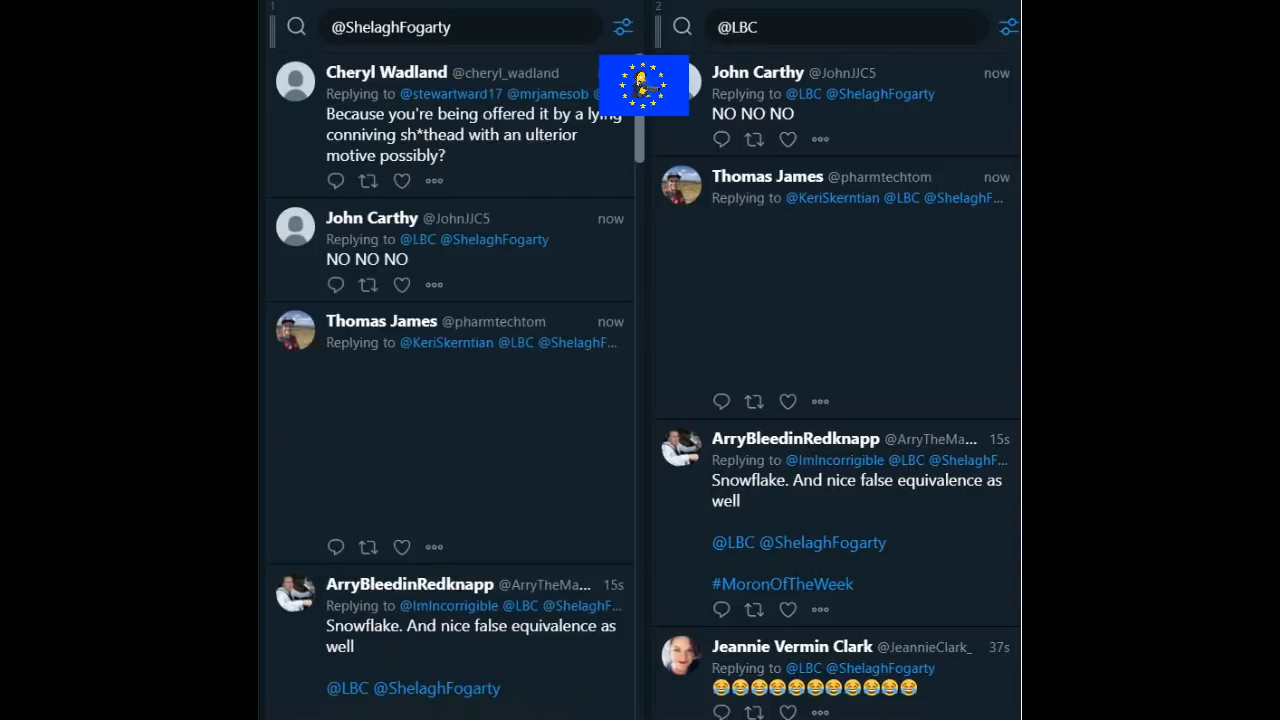 1
@ShelaghFogarty
Cheryl Wadland @cheryl_wadland
Replying to @stewartward17 @mrjamesob @
Because you're being offered it by a lying
conniving sh*thead with an ulterior
motive possibly?
John Carthy @JohnJJC5 now
Replying to @LBC @ShelaghFogarty
NO NO NO
Thomas James @pharmtechtom now
Replying to @KeriSkerntian @LBC @ShelaghF...
ArryBleedinRedknapp @ArryTheMa... 15s
Replying to @ImIncorrigible @LBC @ShelaghF...
Snowflake. And nice false equivalence as
well
@LBC @ShelaghFogarty
2
@LBC
John Carthy @JohnJJC5 now
Replying to @LBC @ShelaghFogarty
NO NO NO
Thomas James @pharmtechtom now
Replying to @KeriSkerntian @LBC @ShelaghF...
ArryBleedinRedknapp @ArryTheMa... 15s
Replying to @ImIncorrigible @LBC @ShelaghF...
Snowflake. And nice false equivalence as
well
@LBC @ShelaghFogarty
#MoronOfTheWeek
Jeannie Vermin Clark @JeannieClark_ 37s
Replying to @LBC @ShelaghFogarty
😂😂😂😂😂😂😂😂😂😂😂